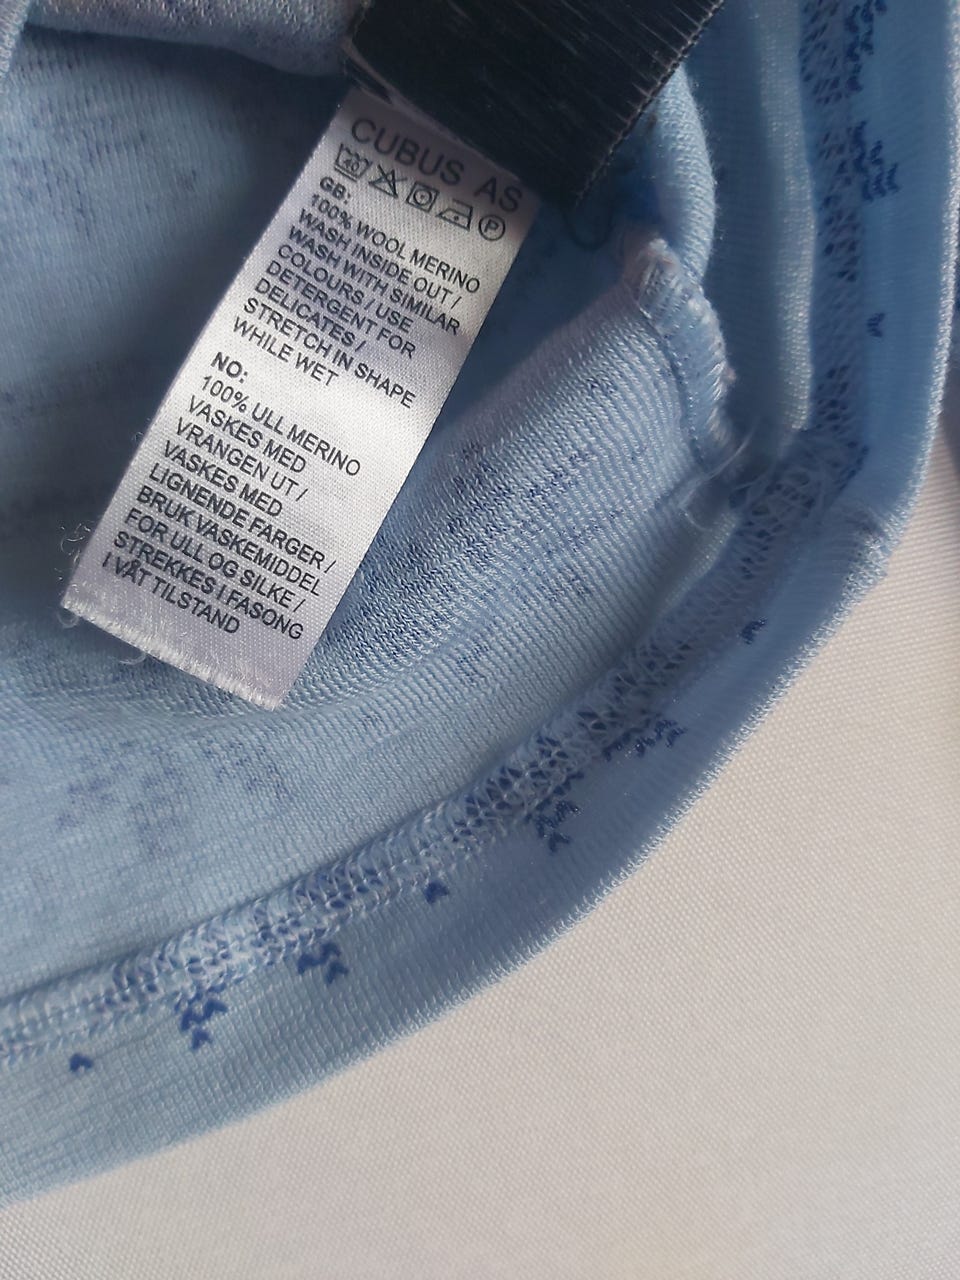 CUBUS AS
40 P
GB:
100% WOOL MERINO
WASH INSIDE OUT /
WASH WITH SIMILAR
COLOURS / USE
DETERGENT FOR
DELICATES /
STRETCH IN SHAPE
WHILE WET
NO:
100% ULL MERINO
VASKES MED
VRANGEN UT /
VASKES MED
LIGNENDE FARGER /
BRUK VASKEMIDDEL
FOR ULL OG SILKE /
STREKKES I FASONG
I VÅT TILSTAND